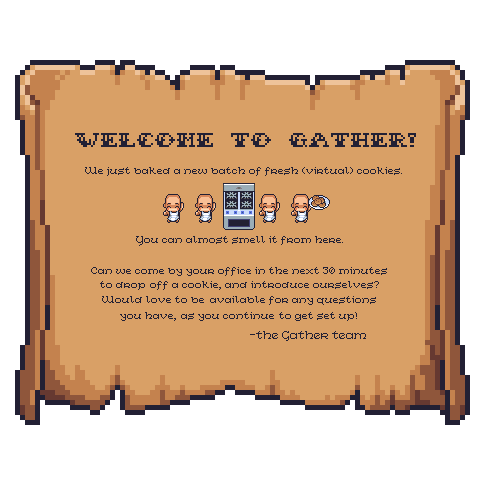 WELCOME TO GATHER!
We just baked a new batch of fresh (virtual) cookies.
You can almost smell it from here.
Can we come by your office in the next 30 minutes
to drop off a cookie, and introduce ourselves?
Would love to be available for any questions
you have, as you continue to get set up!
-the Gather team